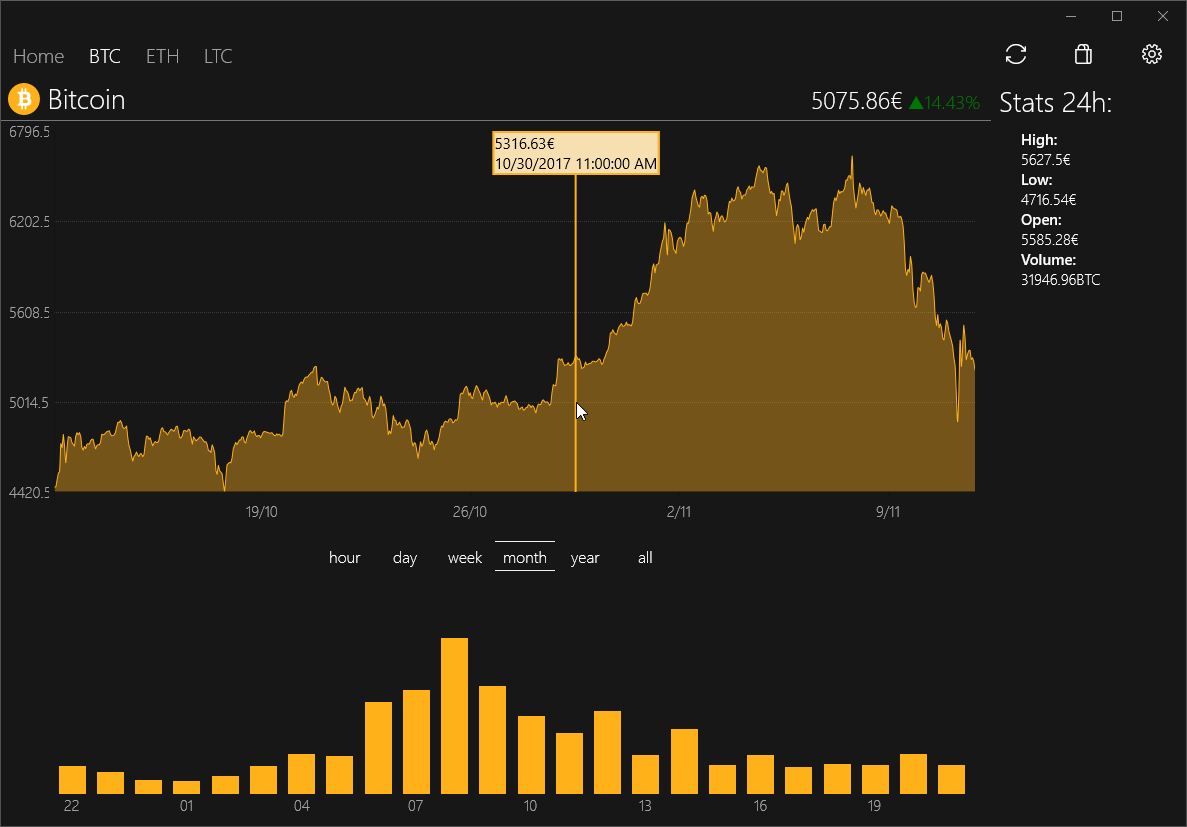 Home BTC ETH LTC
Bitcoin 5075.86€ ▲14.43%
Stats 24h:
High:
5627.5€
Low:
4716.54€
Open:
5585.28€
Volume:
31946.96BTC
6796.5
5316.63€
10/30/2017 11:00:00 AM
6202.5
5608.5
5014.5
4420.5
19/10 26/10 2/11 9/11
hour day week month year all
22 01 04 07 10 13 16 19